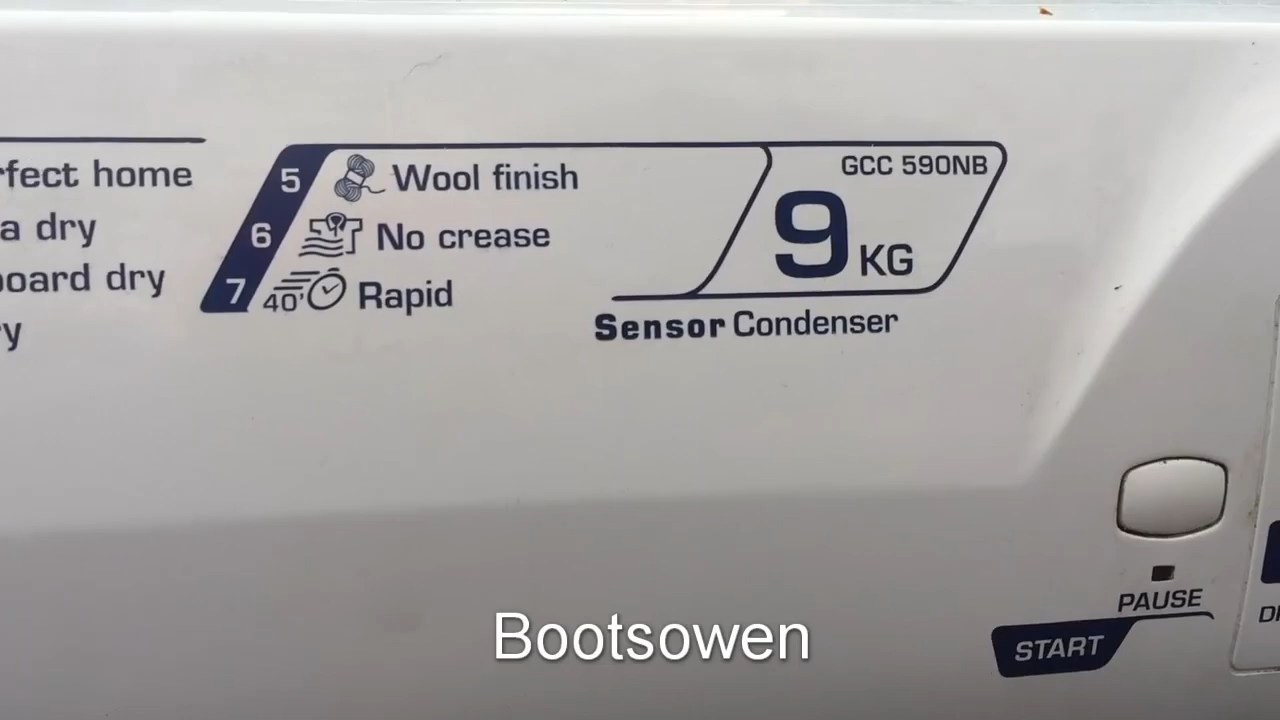 rfect home
a dry
board dry
ry
5 Wool finish
6 No crease
7 40' Rapid
GCC 590NB
9 KG
Sensor Condenser
PAUSE
START
Bootsowen